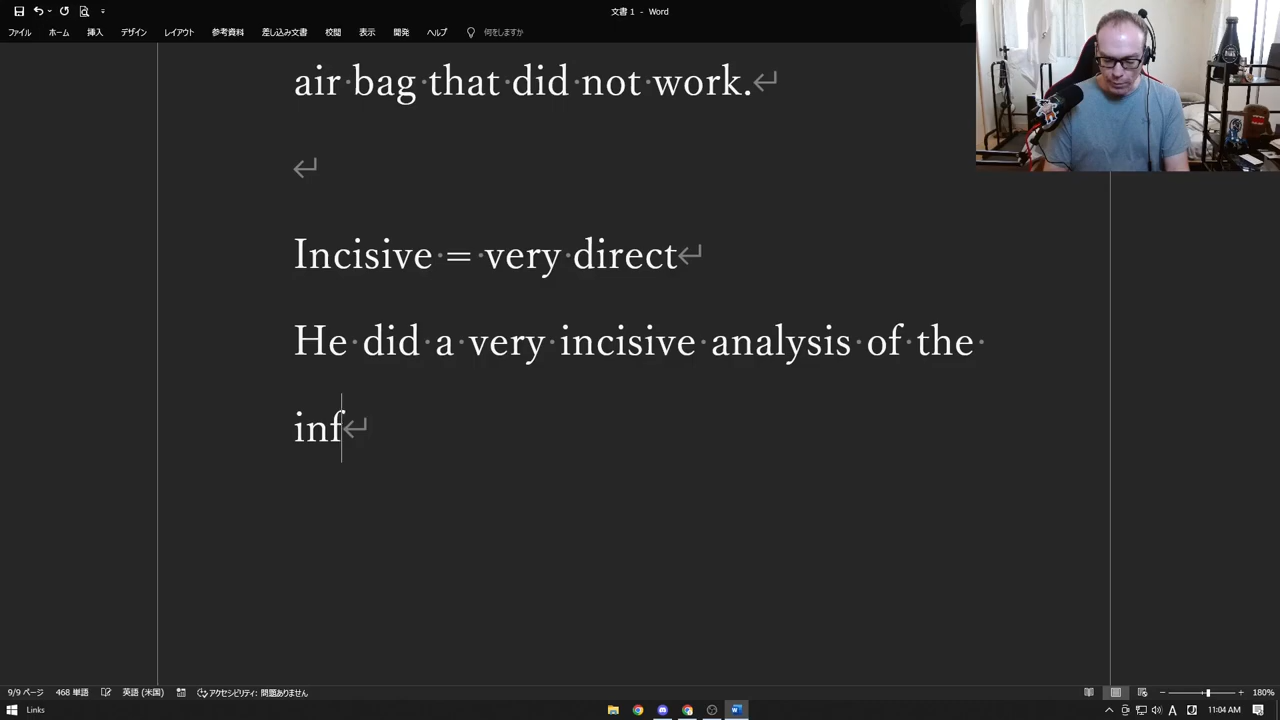 文書 1 - Word
ファイル ホーム 挿入 デザイン レイアウト 参考資料 差し込み文書 校閲 表示 開発 ヘルプ 何をしますか
air bag that did not work.
Incisive = very direct
He did a very incisive analysis of the
inf
9/9 ページ 468 単語 英語 (米国) アクセシビリティ: 問題ありません 180%
Links A 11:04 AM